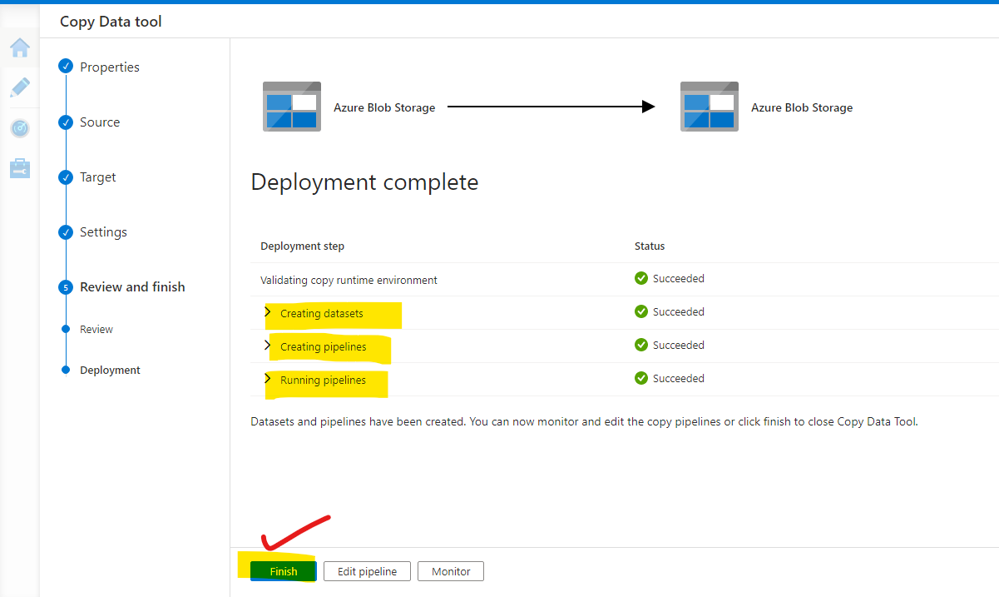 Copy Data tool
Properties
Source
Target
Settings
5 Review and finish
Review
Deployment
Azure Blob Storage
Azure Blob Storage
Deployment complete
Deployment step Status
Validating copy runtime environment Succeeded
Creating datasets Succeeded
Creating pipelines Succeeded
Running pipelines Succeeded
Datasets and pipelines have been created. You can now monitor and edit the copy pipelines or click finish to close Copy Data Tool.
Finish Edit pipeline Monitor